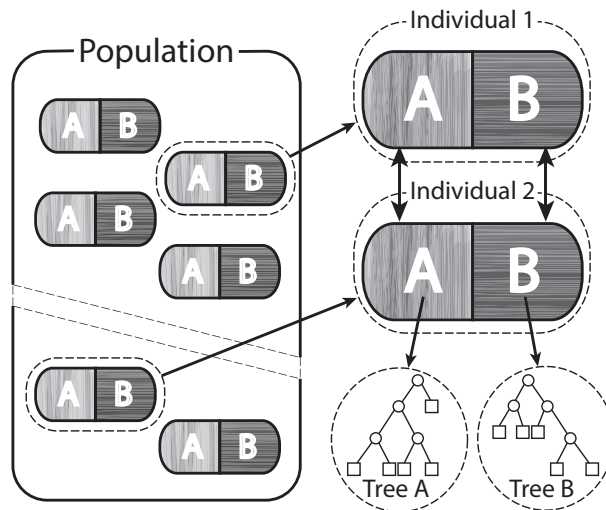 Population
A B
A B
A B
A B
A B
A B
Individual 1
A B
Individual 2
A B
Tree A
Tree B